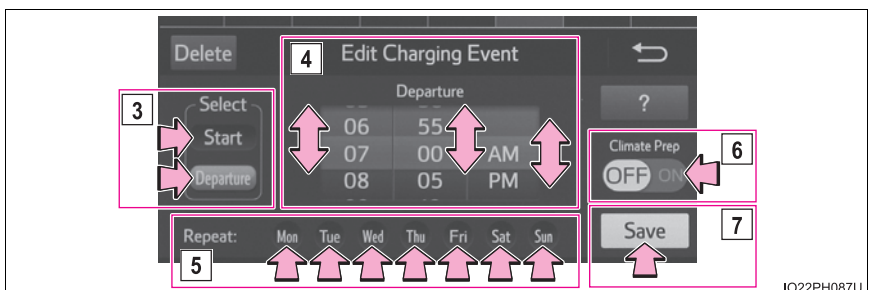 Delete
4
Edit Charging Event
3
Select
Departure
?
Start
06 55
07 00 AM
Climate Prep
6
Departure
08 05 PM
OFF ON
Repeat: Mon Tue Wed Thu Fri Sat Sun
Save
7
5
IO22PH087U